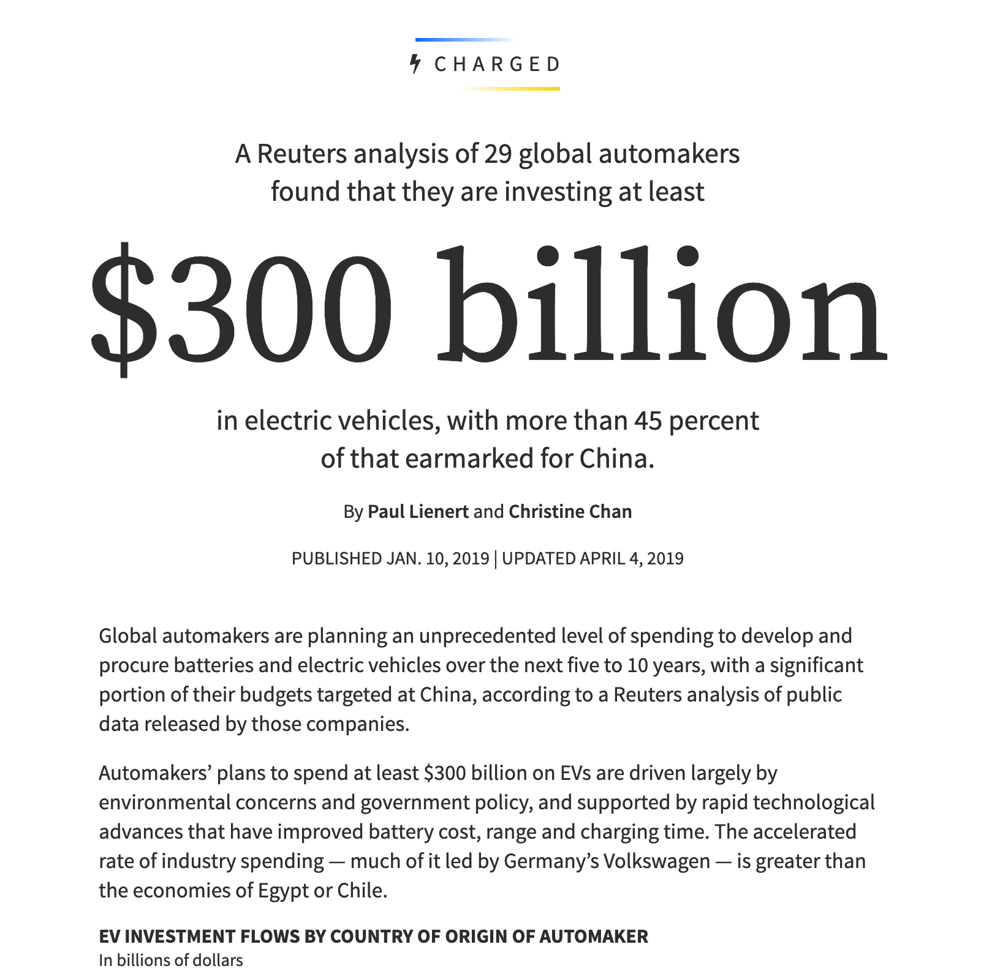 CHARGED
A Reuters analysis of 29 global automakers
found that they are investing at least
$300 billion
in electric vehicles, with more than 45 percent
of that earmarked for China.
By Paul Lienert and Christine Chan
PUBLISHED JAN. 10, 2019 | UPDATED APRIL 4, 2019
Global automakers are planning an unprecedented level of spending to develop and
procure batteries and electric vehicles over the next five to 10 years, with a significant
portion of their budgets targeted at China, according to a Reuters analysis of public
data released by those companies.
Automakers’ plans to spend at least $300 billion on EVs are driven largely by
environmental concerns and government policy, and supported by rapid technological
advances that have improved battery cost, range and charging time. The accelerated
rate of industry spending — much of it led by Germany’s Volkswagen — is greater than
the economies of Egypt or Chile.
EV INVESTMENT FLOWS BY COUNTRY OF ORIGIN OF AUTOMAKER
In billions of dollars